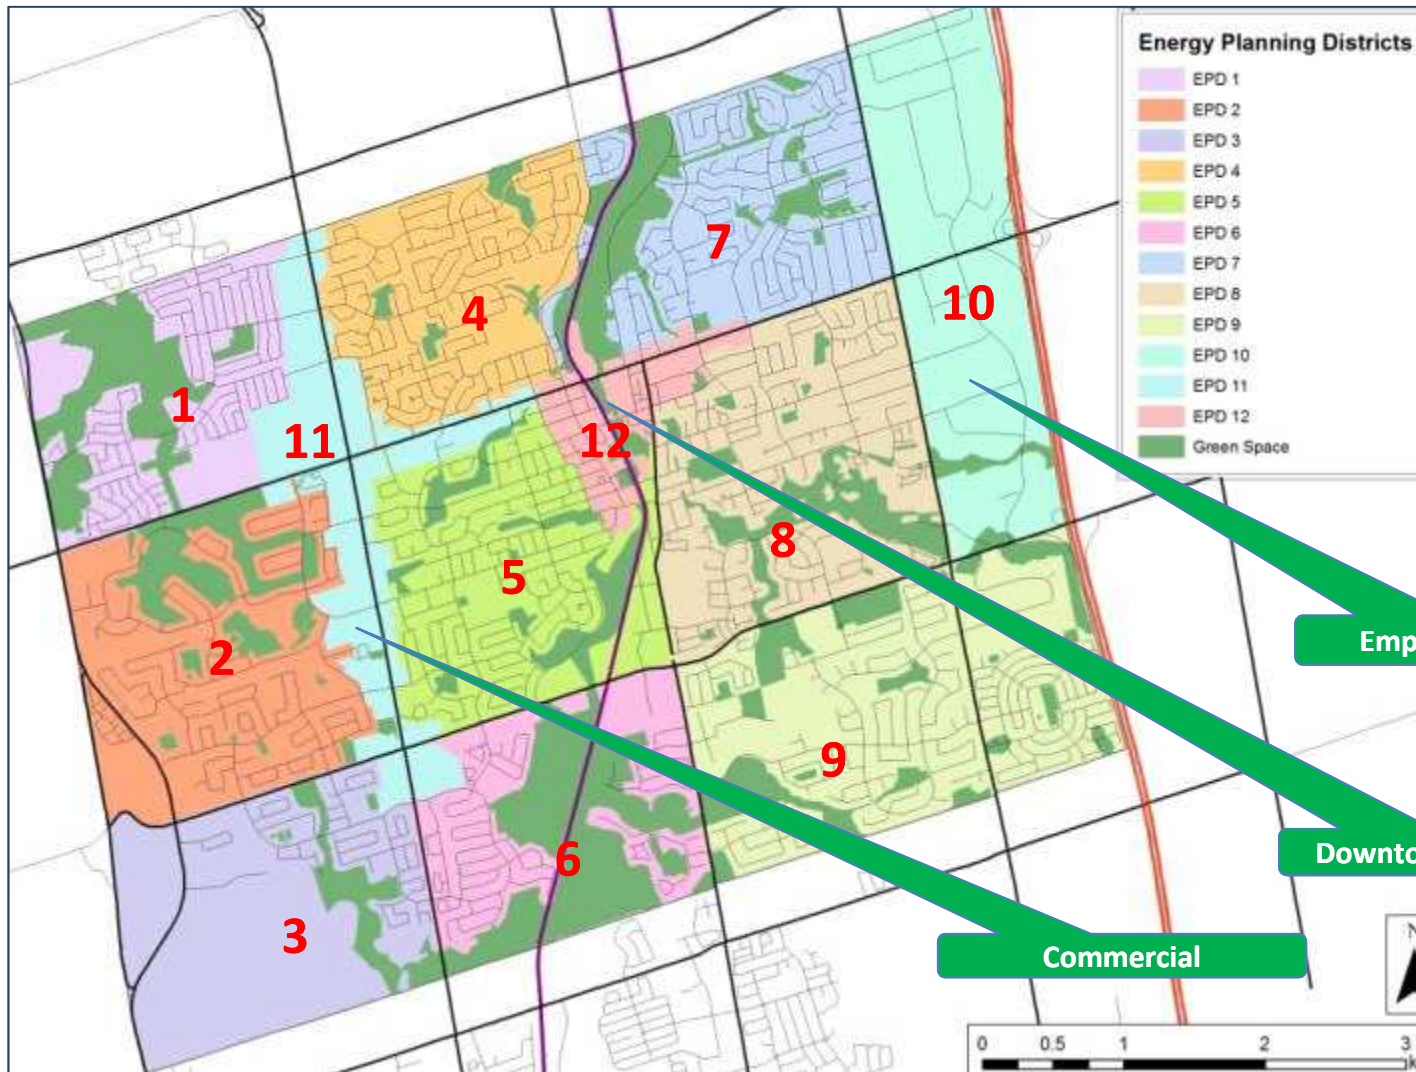 Energy Planning Districts
EPD 1
EPD 2
EPD 3
EPD 4
EPD 5
EPD 6
EPD 7
EPD 8
EPD 9
EPD 10
EPD 11
EPD 12
Green Space
7
10
4
1
11
12
8
5
2
9
6
3
Emp
Downto
Commercial
N
0 0.5 1 2 3